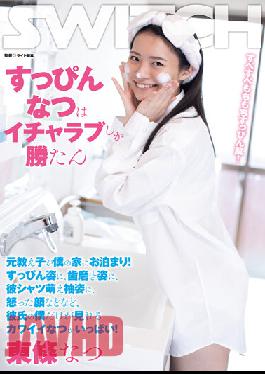 SWITCH
すっぴん
なつは
イチャラブしか
勝たん
元教え子が僕の家にお泊まり!
すっぴん姿に、歯磨き姿に、
彼シャツ萌え袖姿に、
怒った顔などなど、
彼氏の僕だけが見れる
カワイイなつがいっぱい!
東條なつ